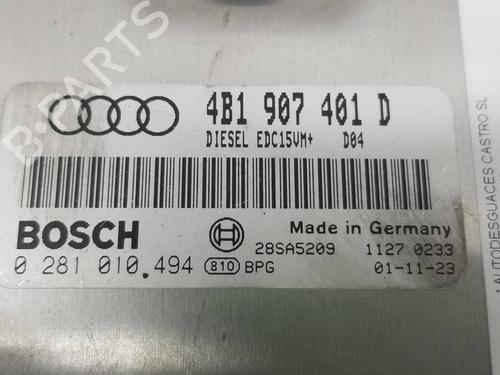 4B1 907 401 D
DIESEL EDC15VM+ D04
BOSCH
Made in Germany
28SA5209 1127 0233
0 281 010.494 810 BPG 01-11-23
B-PARTS
AUTODESGUACES CASTRO SL